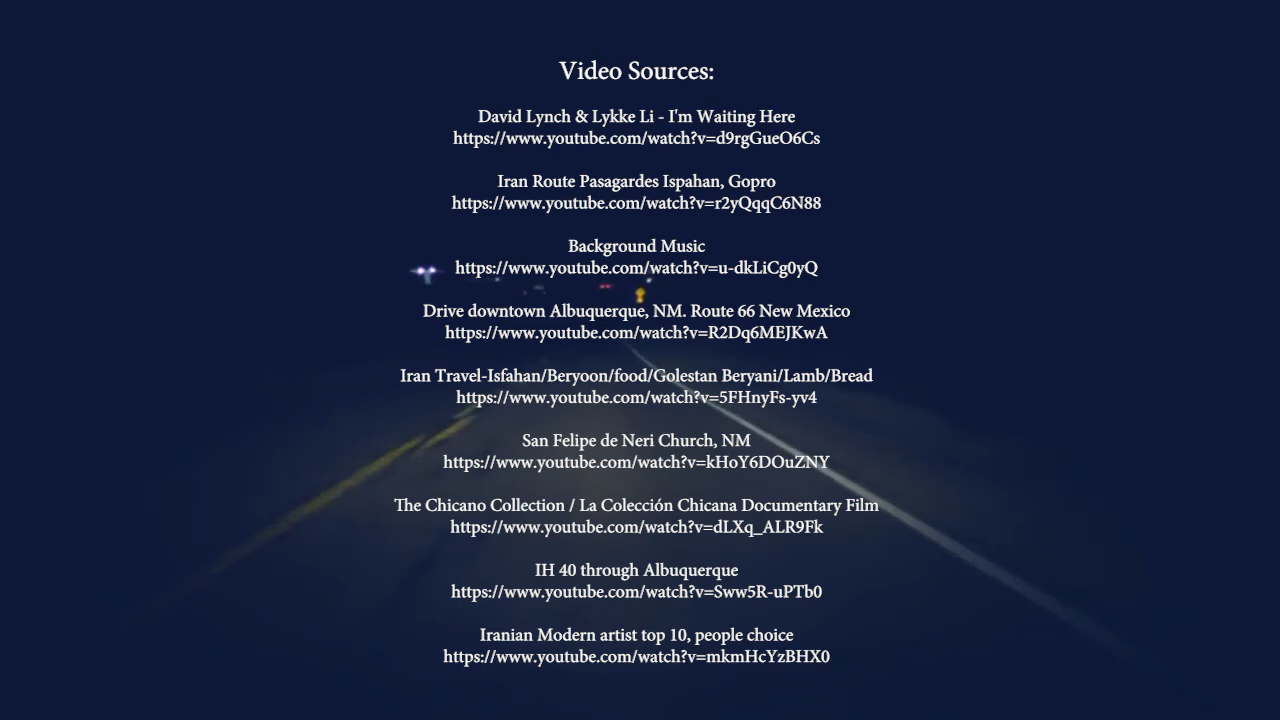 Video Sources:
David Lynch & Lykke Li - I'm Waiting Here
https://www.youtube.com/watch?v=d9rgGueO6Cs
Iran Route Pasagardes Ispahan, Gopro
https://www.youtube.com/watch?v=r2yQqqC6N88
Background Music
https://www.youtube.com/watch?v=u-dkLiCg0yQ
Drive downtown Albuquerque, NM. Route 66 New Mexico
https://www.youtube.com/watch?v=R2Dq6MEJKwA
Iran Travel-Isfahan/Beryoon/food/Golestan Beryani/Lamb/Bread
https://www.youtube.com/watch?v=5FHnyFs-yv4
San Felipe de Neri Church, NM
https://www.youtube.com/watch?v=kHoY6DOuZNY
The Chicano Collection / La Colección Chicana Documentary Film
https://www.youtube.com/watch?v=dLXq_ALR9Fk
IH 40 through Albuquerque
https://www.youtube.com/watch?v=Sww5R-uPTb0
Iranian Modern artist top 10, people choice
https://www.youtube.com/watch?v=mkmHcYzBHX0